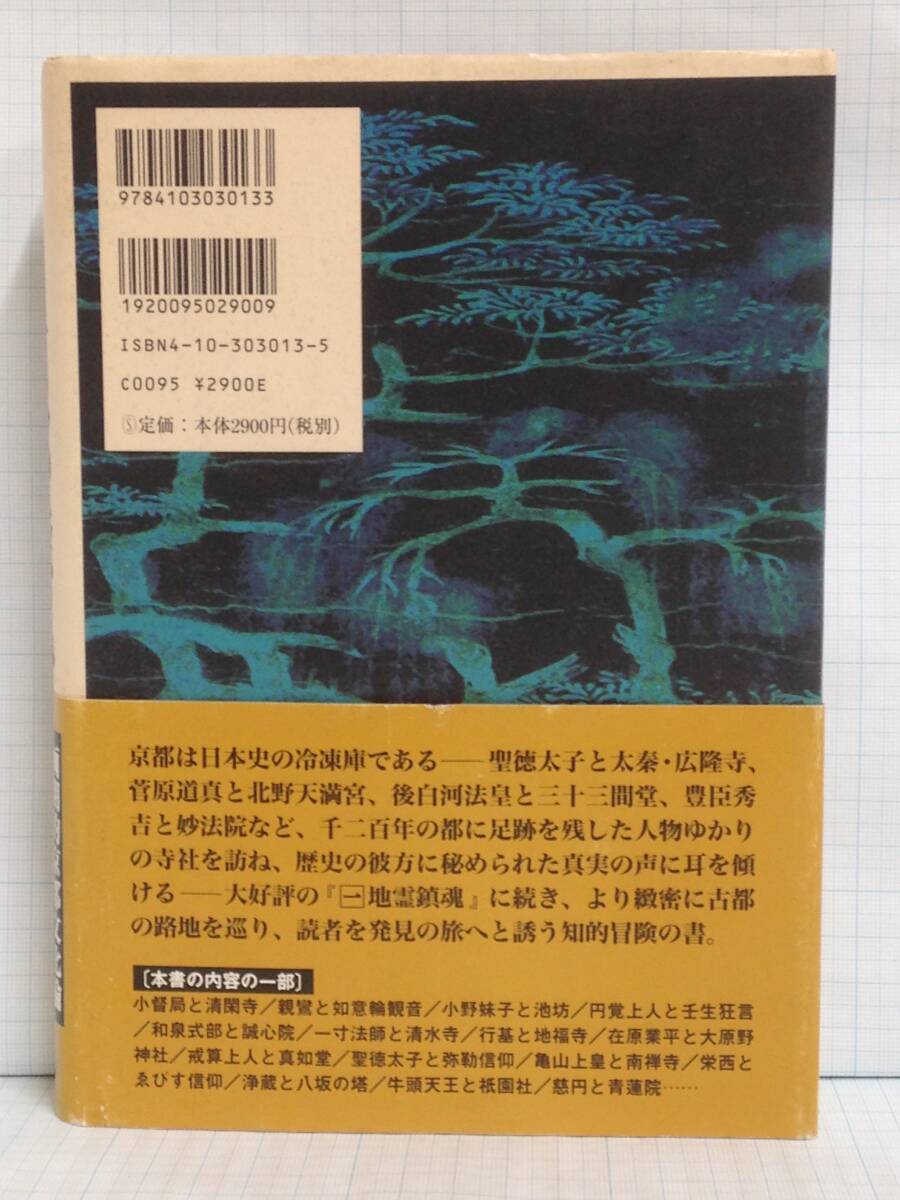 9784103030133
1920095029009
ISBN4-10-303013-5
C0095 ¥2900E
Ⓢ定価：本体2900円(税別)
京都は日本史の冷凍庫である――聖徳太子と太秦・広隆寺、
菅原道真と北野天満宮、後白河法皇と三十三間堂、豊臣秀
吉と妙法院など、千二百年の都に足跡を残した人物ゆかり
の寺社を訪ね、歴史の彼方に秘められた真実の声に耳を傾
ける――大好評の『㊀地霊鎮魂』に続き、より緻密に古都
の路地を巡り、読者を発見の旅へと誘う知的冒険の書。
［本書の内容の一部］
小督局と清閑寺／親鸞と如意輪観音／小野妹子と池坊／円覚上人と壬生狂言
／和泉式部と誠心院／一寸法師と清水寺／行基と地福寺／在原業平と大原野
神社／戒算上人と真如堂／聖徳太子と弥勒信仰／亀山上皇と南禅寺／栄西と
ゑびす信仰／浄蔵と八坂の塔／牛頭天王と祇園社／慈円と青蓮院……